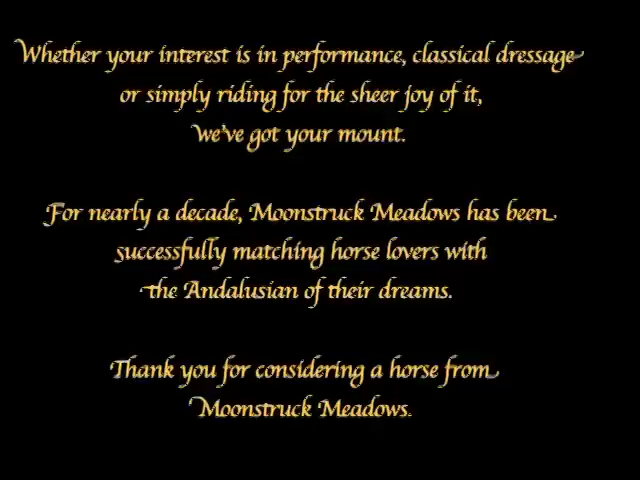 Whether your interest is in performance, classical dressage
or simply riding for the sheer joy of it,
we've got your mount.
For nearly a decade, Moonstruck Meadows has been
successfully matching horse lovers with
the Andalusian of their dreams.
Thank you for considering a horse from
Moonstruck Meadows.